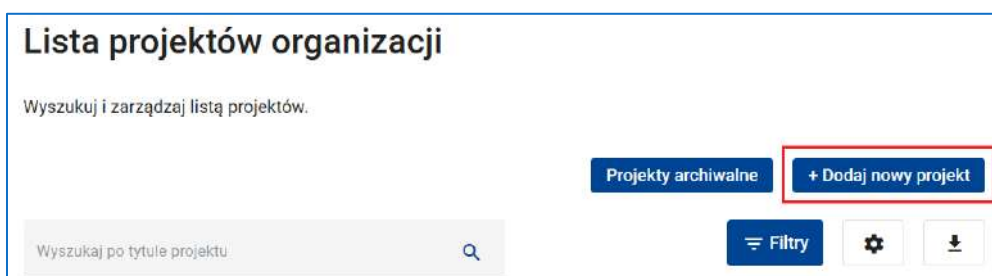 Lista projektów organizacji
Wyszukuj i zarządzaj listą projektów.
Projekty archiwalne
+ Dodaj nowy projekt
Wyszukaj po tytule projektu
Filtry